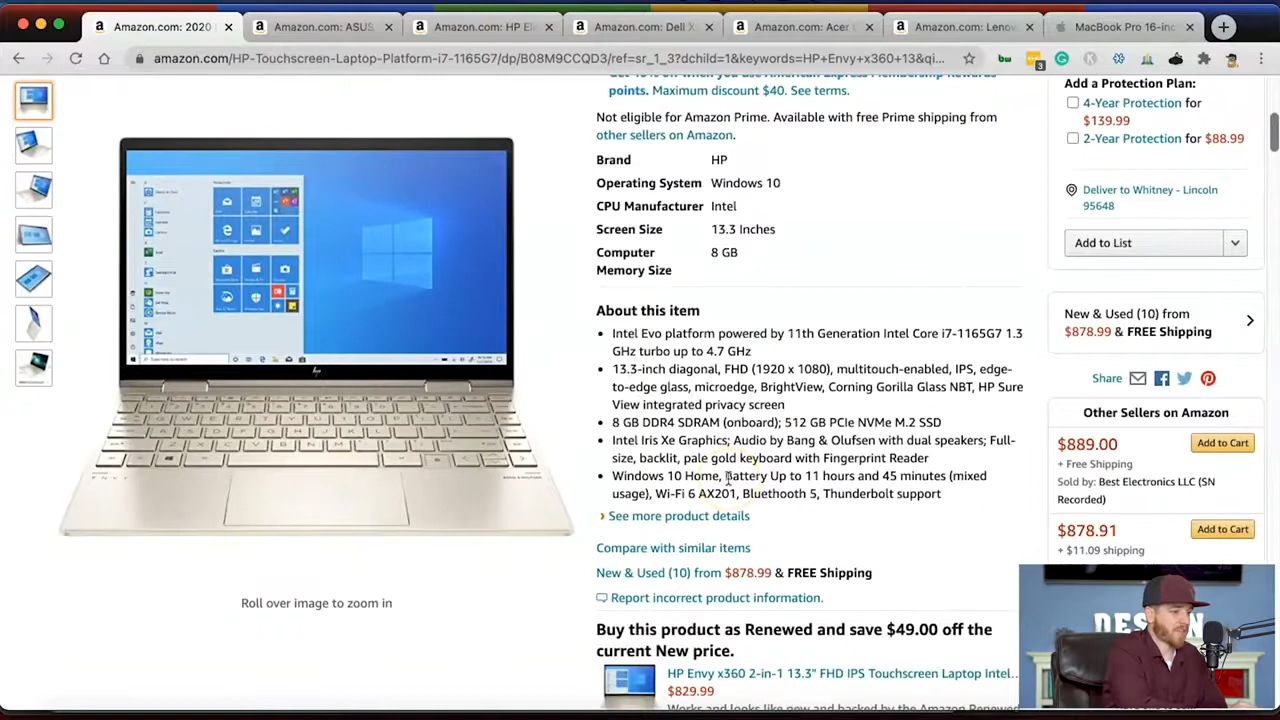 Amazon.com: 2020
Amazon.com: ASUS
Amazon.com: HP El
Amazon.com: Dell X
Amazon.com: Acer
Amazon.com: Lenov
MacBook Pro 16-inc
amazon.com/HP-Touchscreen-Laptop-Platform-i7-1165G7/dp/B08M9CCQD3/ref=sr_1_3?dchild=1&keywords=HP+Envy+x360+13&qi...
points. Maximum discount $40. See terms.
Not eligible for Amazon Prime. Available with free Prime shipping from
other sellers on Amazon.
Brand HP
Operating System Windows 10
CPU Manufacturer Intel
Screen Size 13.3 Inches
Computer 8 GB
Memory Size
About this item
Intel Evo platform powered by 11th Generation Intel Core i7-1165G7 1.3
GHz turbo up to 4.7 GHz
13.3-inch diagonal, FHD (1920 x 1080), multitouch-enabled, IPS, edge-
to-edge glass, microedge, BrightView, Corning Gorilla Glass NBT, HP Sure
View integrated privacy screen
8 GB DDR4 SDRAM (onboard); 512 GB PCIe NVMe M.2 SSD
Intel Iris Xe Graphics; Audio by Bang & Olufsen with dual speakers; Full-
size, backlit, pale gold keyboard with Fingerprint Reader
Windows 10 Home, Battery Up to 11 hours and 45 minutes (mixed
usage), Wi-Fi 6 AX201, Bluethooth 5, Thunderbolt support
See more product details
Compare with similar items
New & Used (10) from $878.99 & FREE Shipping
Report incorrect product information.
Buy this product as Renewed and save $49.00 off the
current New price.
HP Envy x360 2-in-1 13.3" FHD IPS Touchscreen Laptop Intel...
$829.99
Works and looks like new and backed by the Amazon Renewed
Roll over image to zoom in
Add a Protection Plan:
4-Year Protection for
$139.99
2-Year Protection for $88.99
Deliver to Whitney - Lincoln
95648
Add to List
New & Used (10) from
$878.99 & FREE Shipping
Share
Other Sellers on Amazon
$889.00 Add to Cart
+ Free Shipping
Sold by: Best Electronics LLC (SN
Recorded)
$878.91 Add to Cart
+ $11.09 shipping